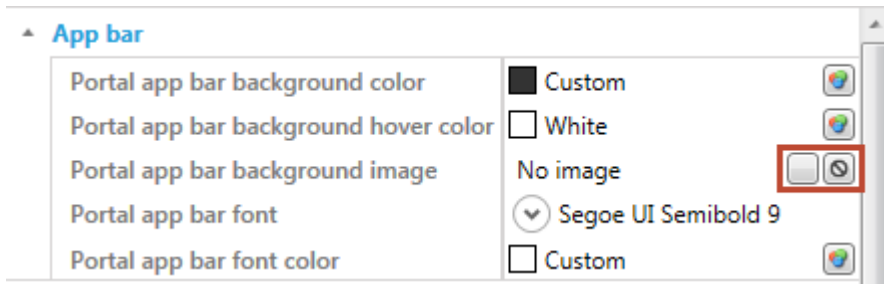 App bar
Portal app bar background color Custom
Portal app bar background hover color White
Portal app bar background image No image
Portal app bar font Segoe UI Semibold 9
Portal app bar font color Custom